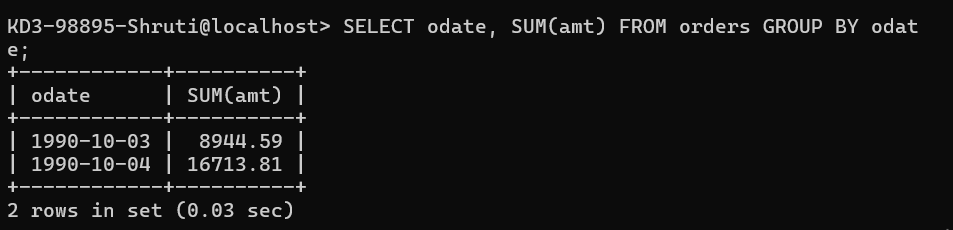 KD3-98895-Shruti@localhost> SELECT odate, SUM(amt) FROM orders GROUP BY odat
e;
+------------+----------+
| odate      | SUM(amt) |
+------------+----------+
| 1990-10-03 |  8944.59 |
| 1990-10-04 | 16713.81 |
+------------+----------+
2 rows in set (0.03 sec)